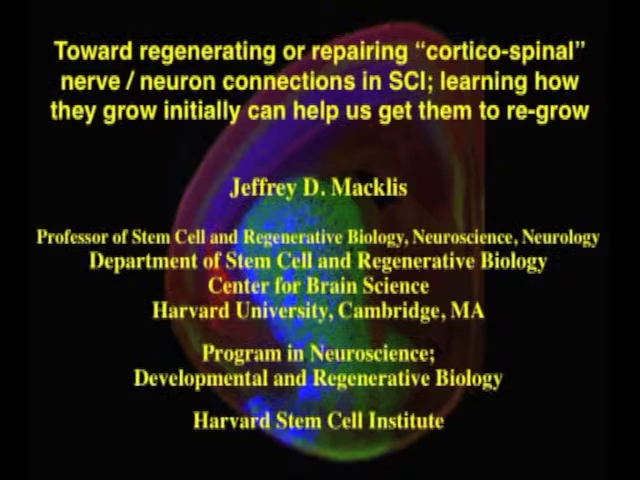 Toward regenerating or repairing “cortico-spinal”
nerve / neuron connections in SCI; learning how
they grow initially can help us get them to re-grow
Jeffrey D. Macklis
Professor of Stem Cell and Regenerative Biology, Neuroscience, Neurology
Department of Stem Cell and Regenerative Biology
Center for Brain Science
Harvard University, Cambridge, MA
Program in Neuroscience;
Developmental and Regenerative Biology
Harvard Stem Cell Institute